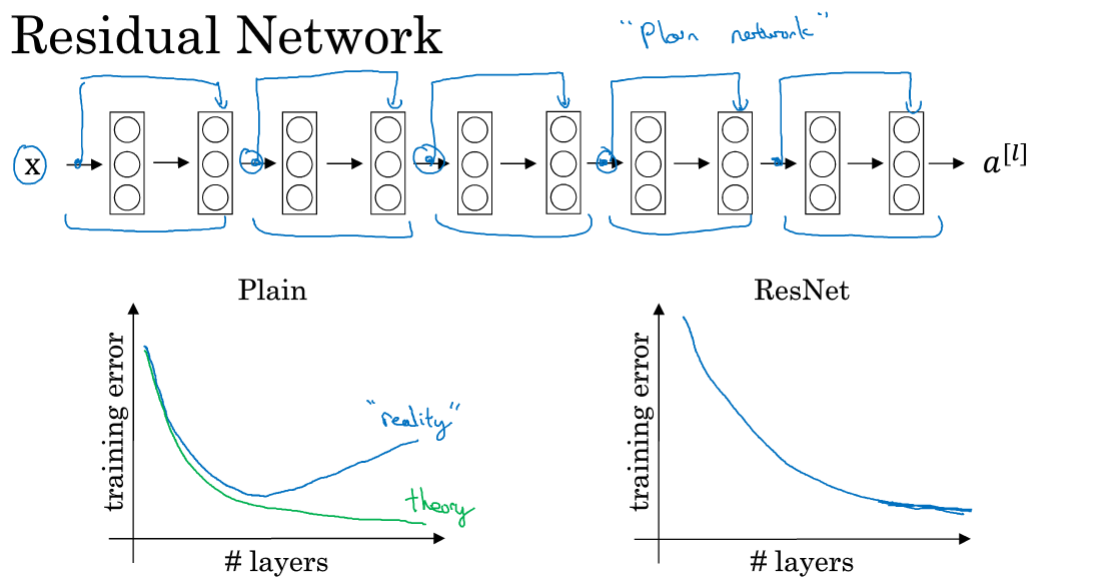 Residual Network
"Plain network"
x
a[l]
Plain
ResNet
training error
"reality"
theory
# layers
training error
# layers